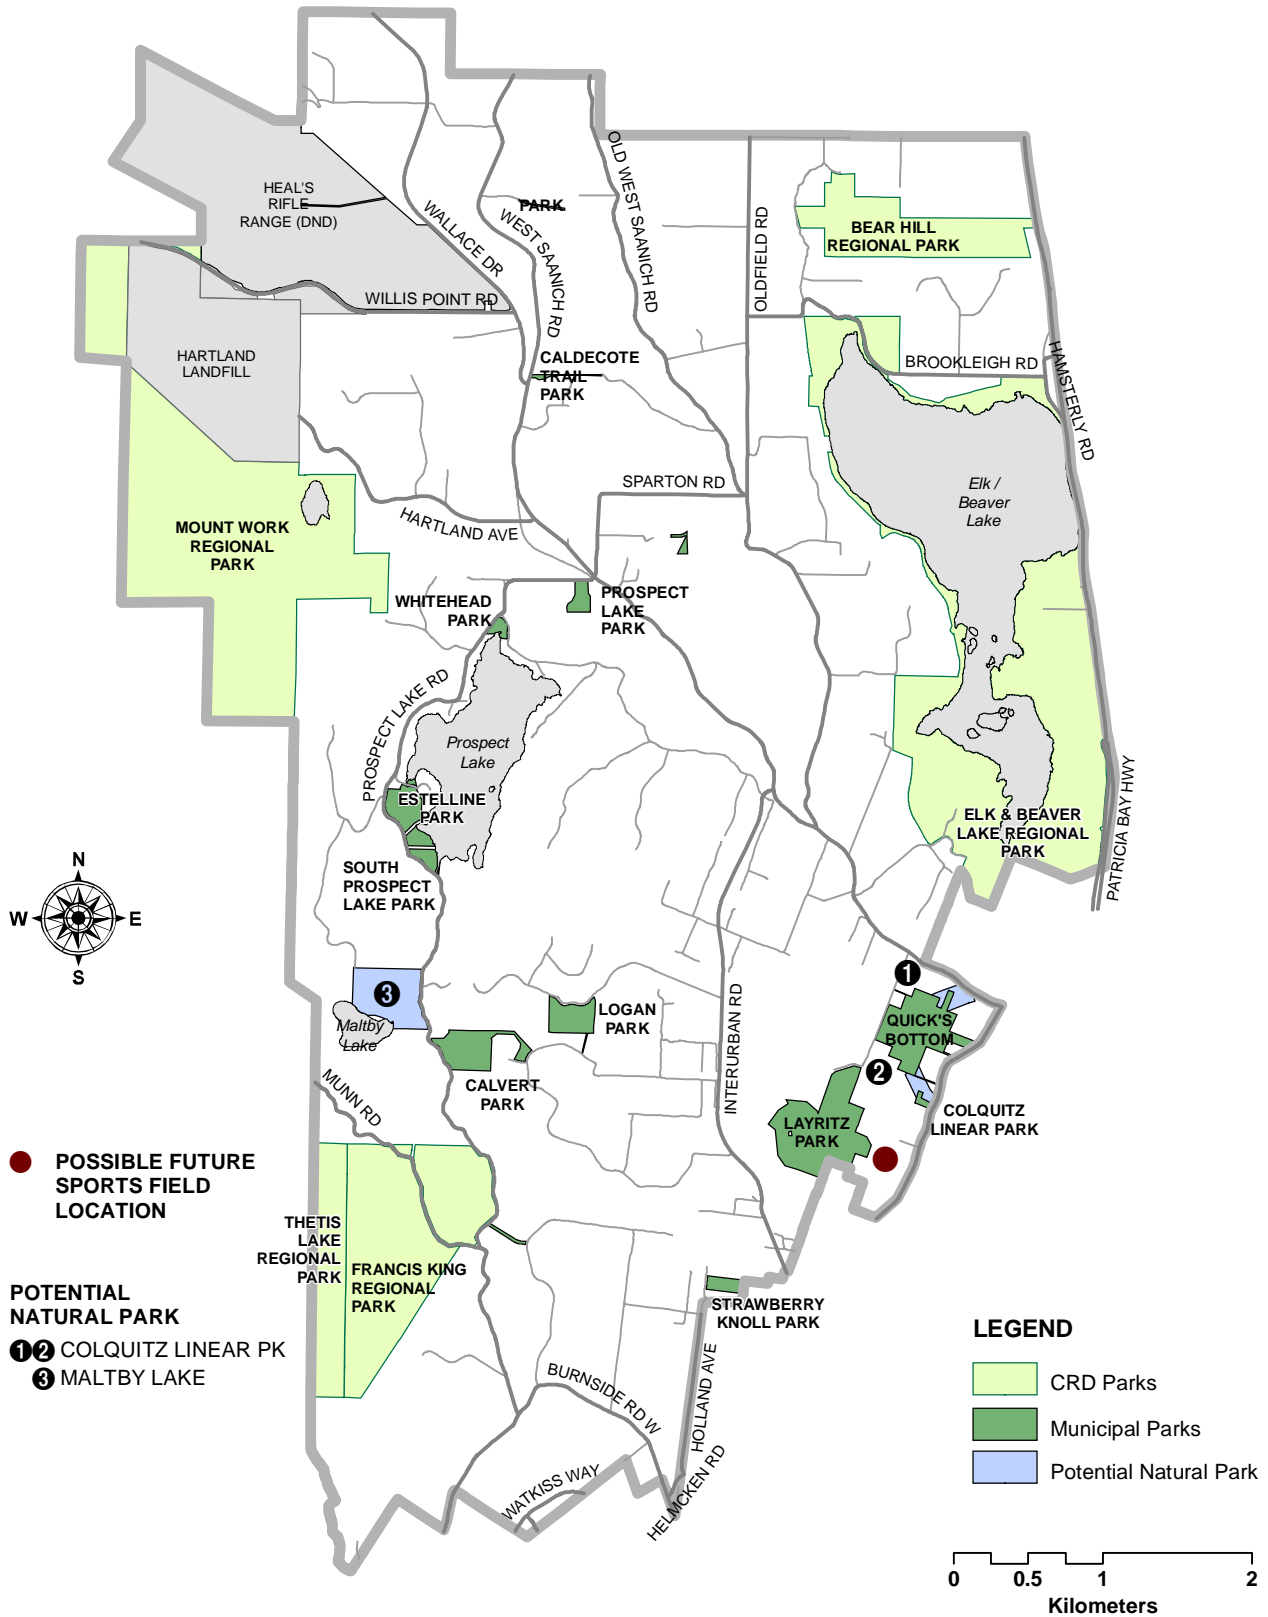 HEAL'S
RIFLE
RANGE (DND)
PARK
WALLACE DR
WEST SAANICH RD
OLD WEST SAANICH RD
OLDFIELD RD
BEAR HILL
REGIONAL PARK
WILLIS POINT RD
HARTLAND
LANDFILL
CALDECOTE
TRAIL
PARK
BROOKLEIGH RD
HAMSTERLY RD
SPARTON RD
Elk /
Beaver
Lake
HARTLAND AVE
MOUNT WORK
REGIONAL
PARK
WHITEHEAD
PARK
PROSPECT
LAKE
PARK
PROSPECT LAKE RD
Prospect
Lake
ESTELLINE
PARK
ELK & BEAVER
LAKE REGIONAL
PARK
PATRICIA BAY HWY
SOUTH
PROSPECT
LAKE PARK
N
W
E
S
1
3
Maltby
Lake
LOGAN
PARK
QUICK'S
BOTTOM
INTERURBAN RD
2
CALVERT
PARK
MUNN RD
COLQUITZ
LINEAR PARK
LAYRITZ
PARK
POSSIBLE FUTURE
SPORTS FIELD
LOCATION
THETIS
LAKE
REGIONAL
PARK
FRANCIS KING
REGIONAL
PARK
POTENTIAL
NATURAL PARK
1 2 COLQUITZ LINEAR PK
3 MALTBY LAKE
STRAWBERRY
KNOLL PARK
HOLLAND AVE
BURNSIDE RD W
WATKISS WAY
HELMCKEN RD
LEGEND
CRD Parks
Municipal Parks
Potential Natural Park
0 0.5 1 2
Kilometers